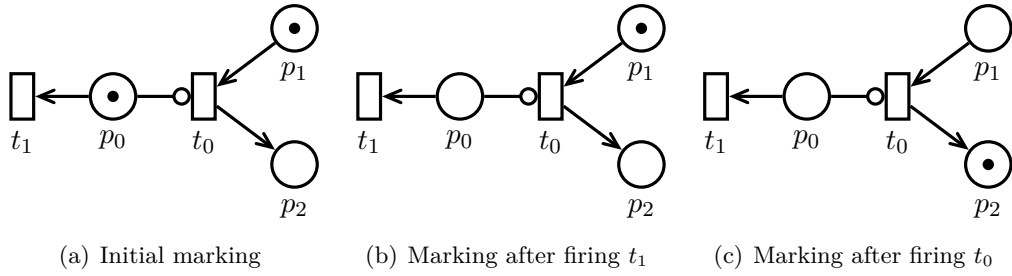 p₁
t₁ p₀ t₀
p₂
(a) Initial marking
p₁
t₁ p₀ t₀
p₂
(b) Marking after firing t₁
p₁
t₁ p₀ t₀
p₂
(c) Marking after firing t₀